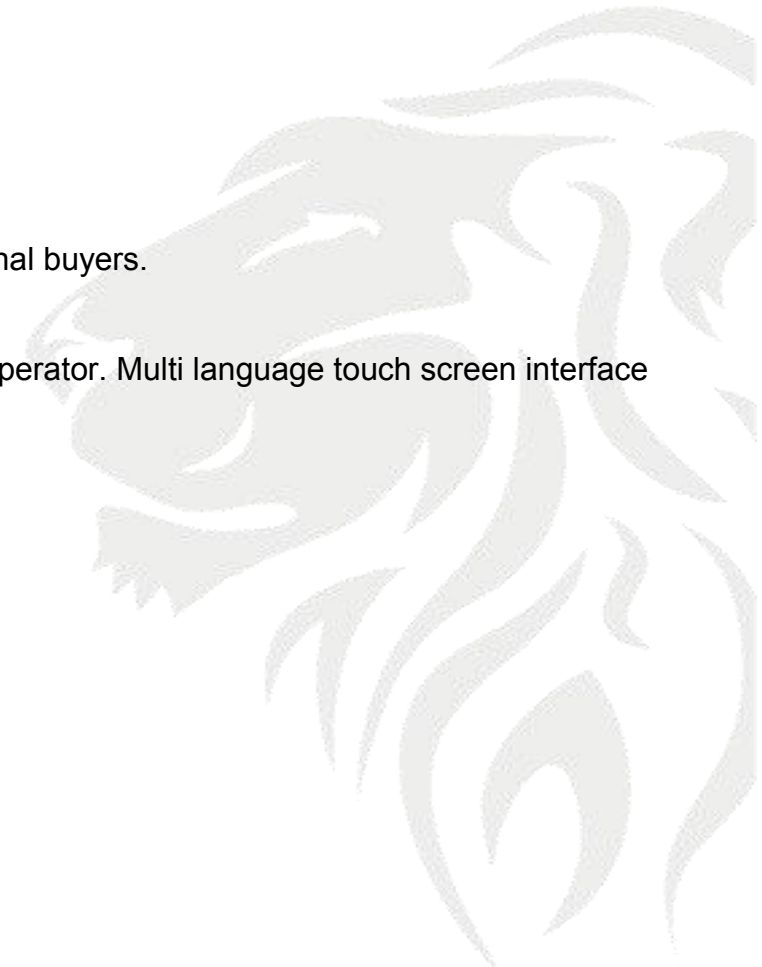 nal buyers.
perator. Multi language touch screen interface